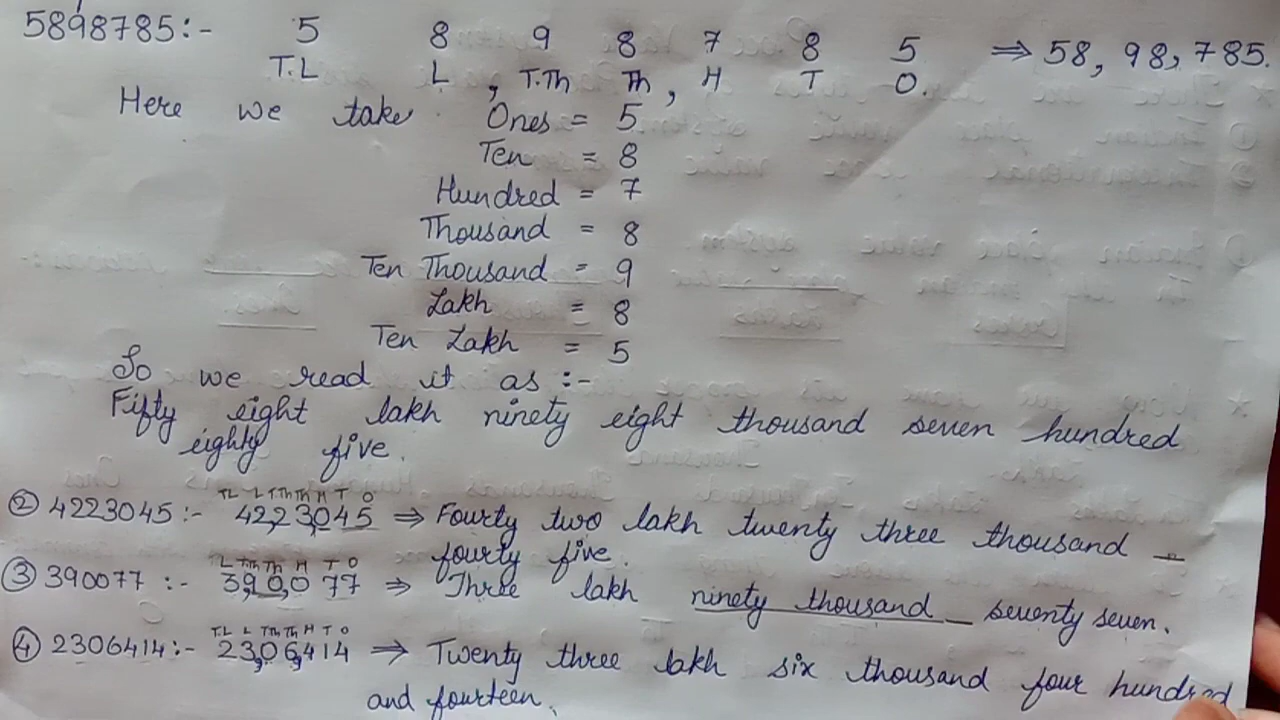 5898785:- 5 8 9 8 7 8 5 ⇒ 58, 98, 785.
T.L L , T.Th Th , H T O.
Here we take Ones = 5
Ten = 8
Hundred = 7
Thousand = 8
Ten Thousand = 9
Lakh = 8
Ten Lakh = 5
So we read it as :-
Fifty eight lakh ninety eight thousand seven hundred
eighty five.
TL L T.Th Th H T O
② 4223045 :- 42,23,045 ⇒ Fourty two lakh twenty three thousand _
fourty five.
L T.Th Th H T O
③ 390077 :- 3,90,077 ⇒ Three lakh ninety thousand _ seventy seven.
T.L L T.Th Th H T O
④ 2306414:- 23,06,414 ⇒ Twenty three lakh six thousand four hundred
and fourteen.